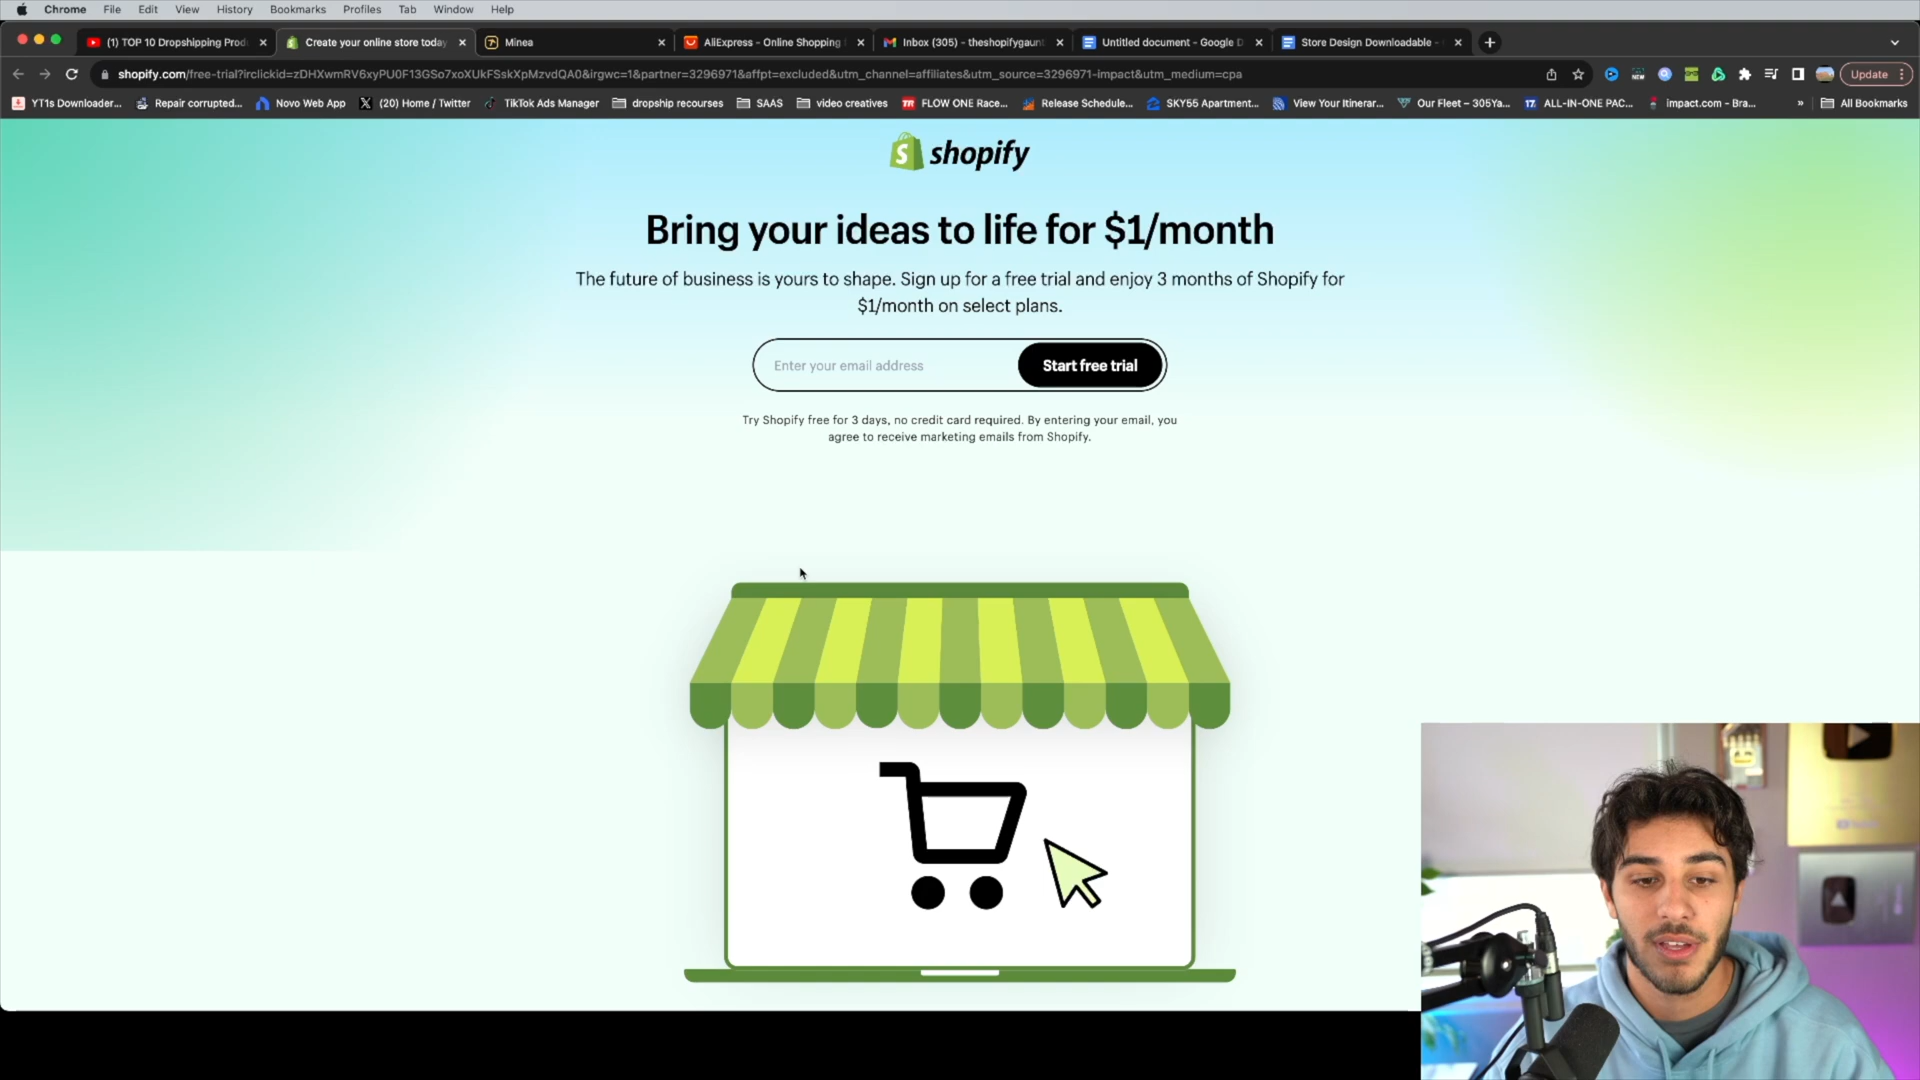 Chrome File Edit View History Bookmarks Profiles Tab Window Help
(1) TOP 10 Dropshipping Prod
Create your online store today
Minea
AliExpress - Online Shopping
Inbox (305) - theshopifygaunt
Untitled document - Google D
Store Design Downloadable -
shopify.com/free-trial?irclickid=zDHXwmRV6xyPU0F13GSo7xoXUkFSskXpMzvdQA0&irgwc=1&partner=3296971&affpt=excluded&utm_channel=affiliates&utm_source=3296971-impact&utm_medium=cpa
Update
YT1s Downloader...
Repair corrupted...
Novo Web App
(20) Home / Twitter
TikTok Ads Manager
dropship recourses
SAAS
video creatives
FLOW ONE Race...
Release Schedule...
SKY55 Apartment...
View Your Itinerar...
Our Fleet – 305Ya...
ALL-IN-ONE PAC...
impact.com - Bra...
» All Bookmarks
shopify
Bring your ideas to life for $1/month
The future of business is yours to shape. Sign up for a free trial and enjoy 3 months of Shopify for
$1/month on select plans.
Enter your email address
Start free trial
Try Shopify free for 3 days, no credit card required. By entering your email, you
agree to receive marketing emails from Shopify.